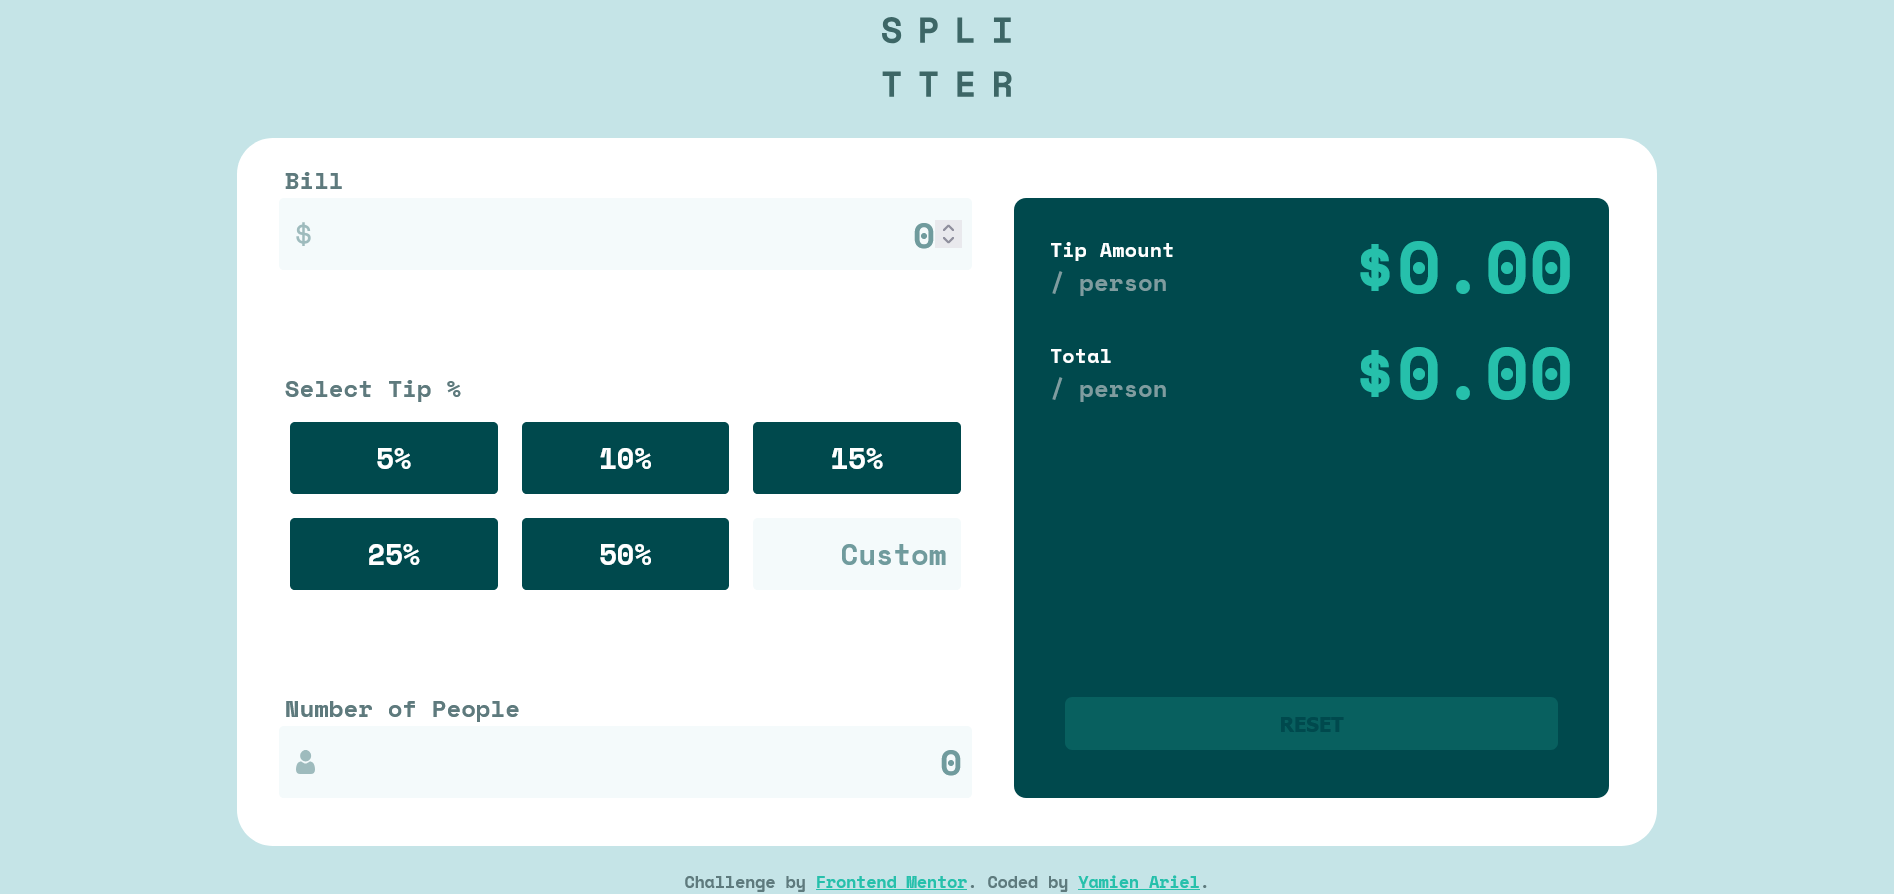 SPLI
TTER
Bill
$ 0
Select Tip %
5% 10% 15%
25% 50% Custom
Number of People
0
Tip Amount
/ person
$0.00
Total
/ person
$0.00
RESET
Challenge by Frontend Mentor. Coded by Yamien Ariel.